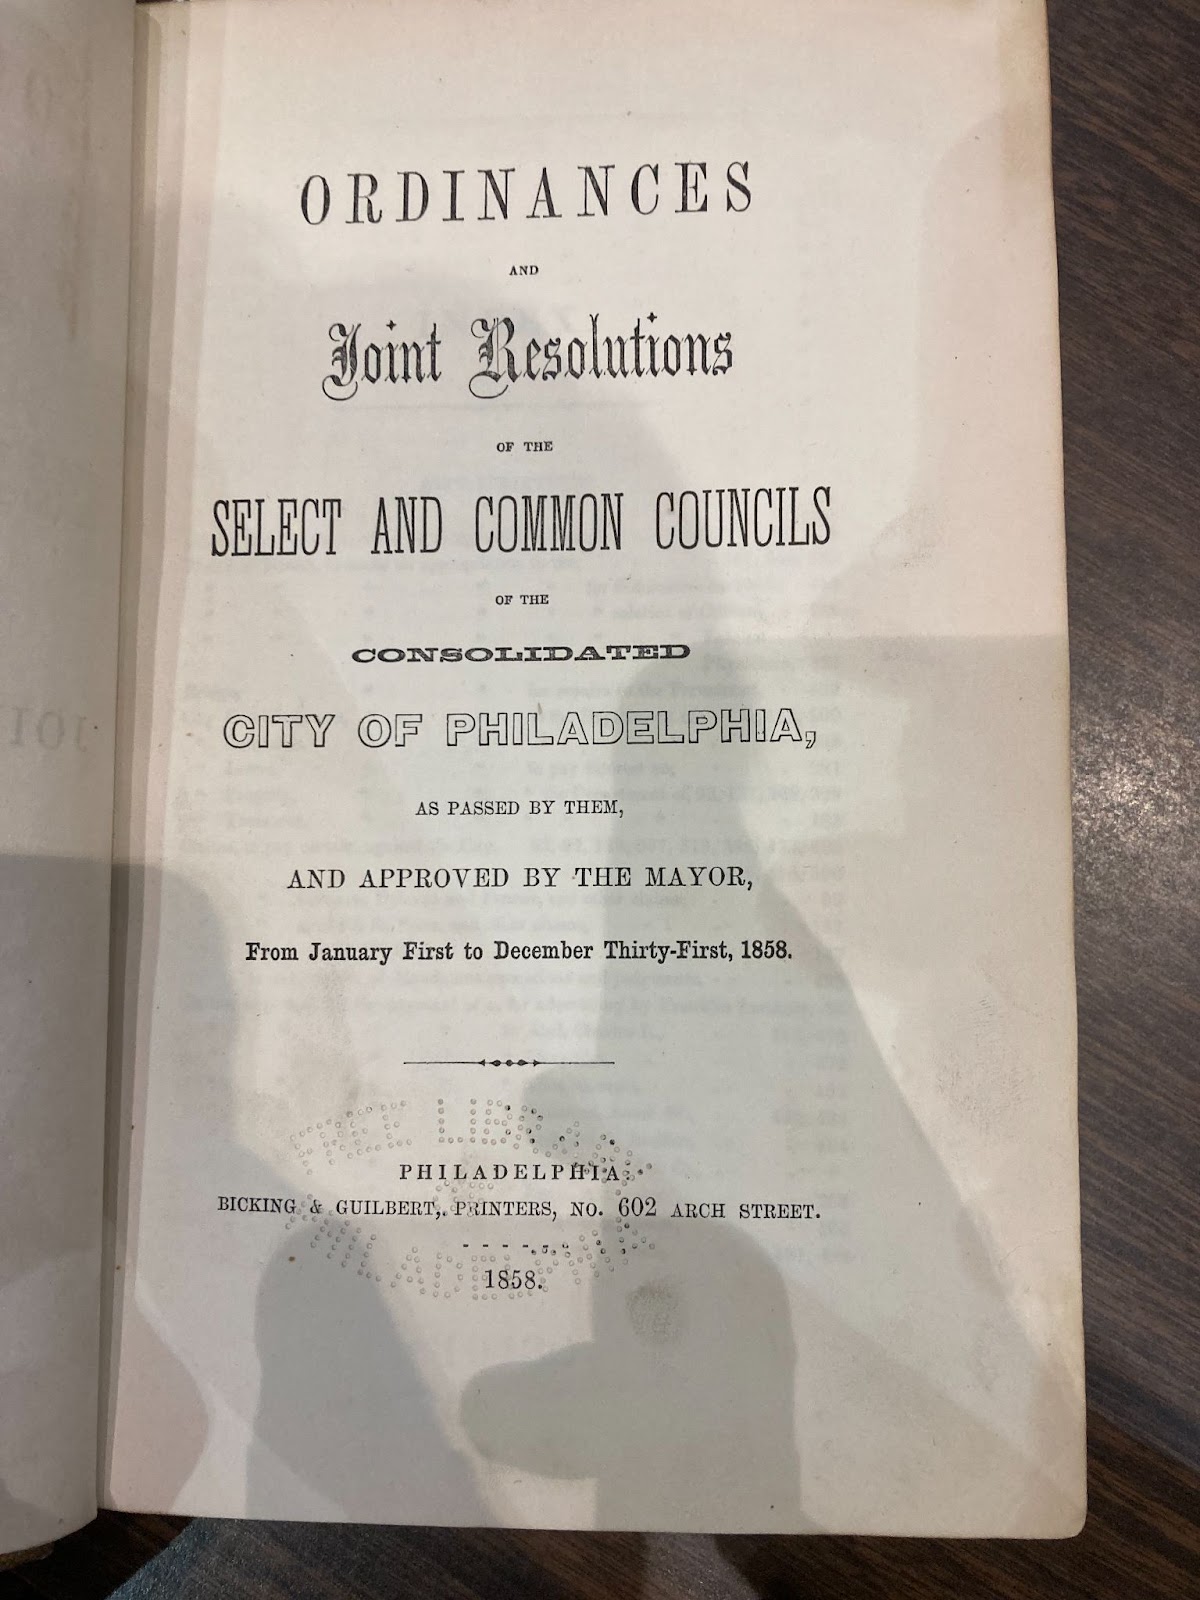 ORDINANCES
AND
Joint Resolutions
OF THE
SELECT AND COMMON COUNCILS
OF THE
CONSOLIDATED
CITY OF PHILADELPHIA,
AS PASSED BY THEM,
AND APPROVED BY THE MAYOR,
From January First to December Thirty-First, 1858.
FREE LIBRARY
PHILADELPHIA:
BICKING & GUILBERT, PRINTERS, NO. 602 ARCH STREET.
1858.